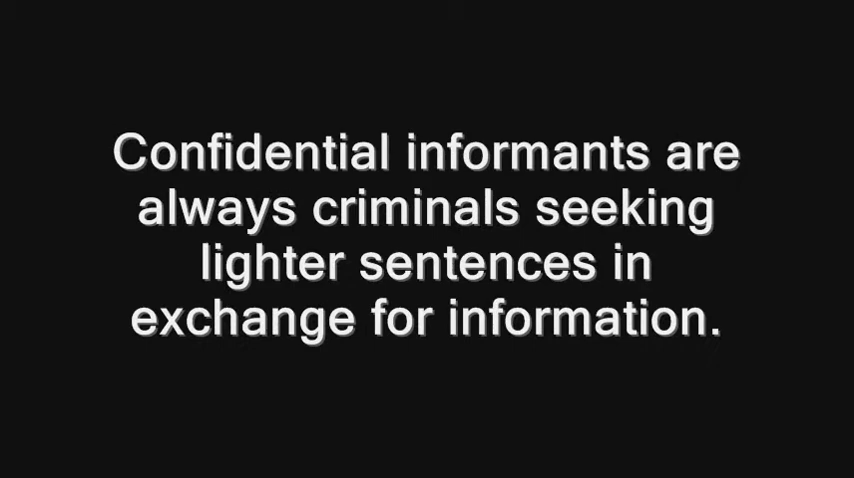 Confidential informants are
always criminals seeking
lighter sentences in
exchange for information.